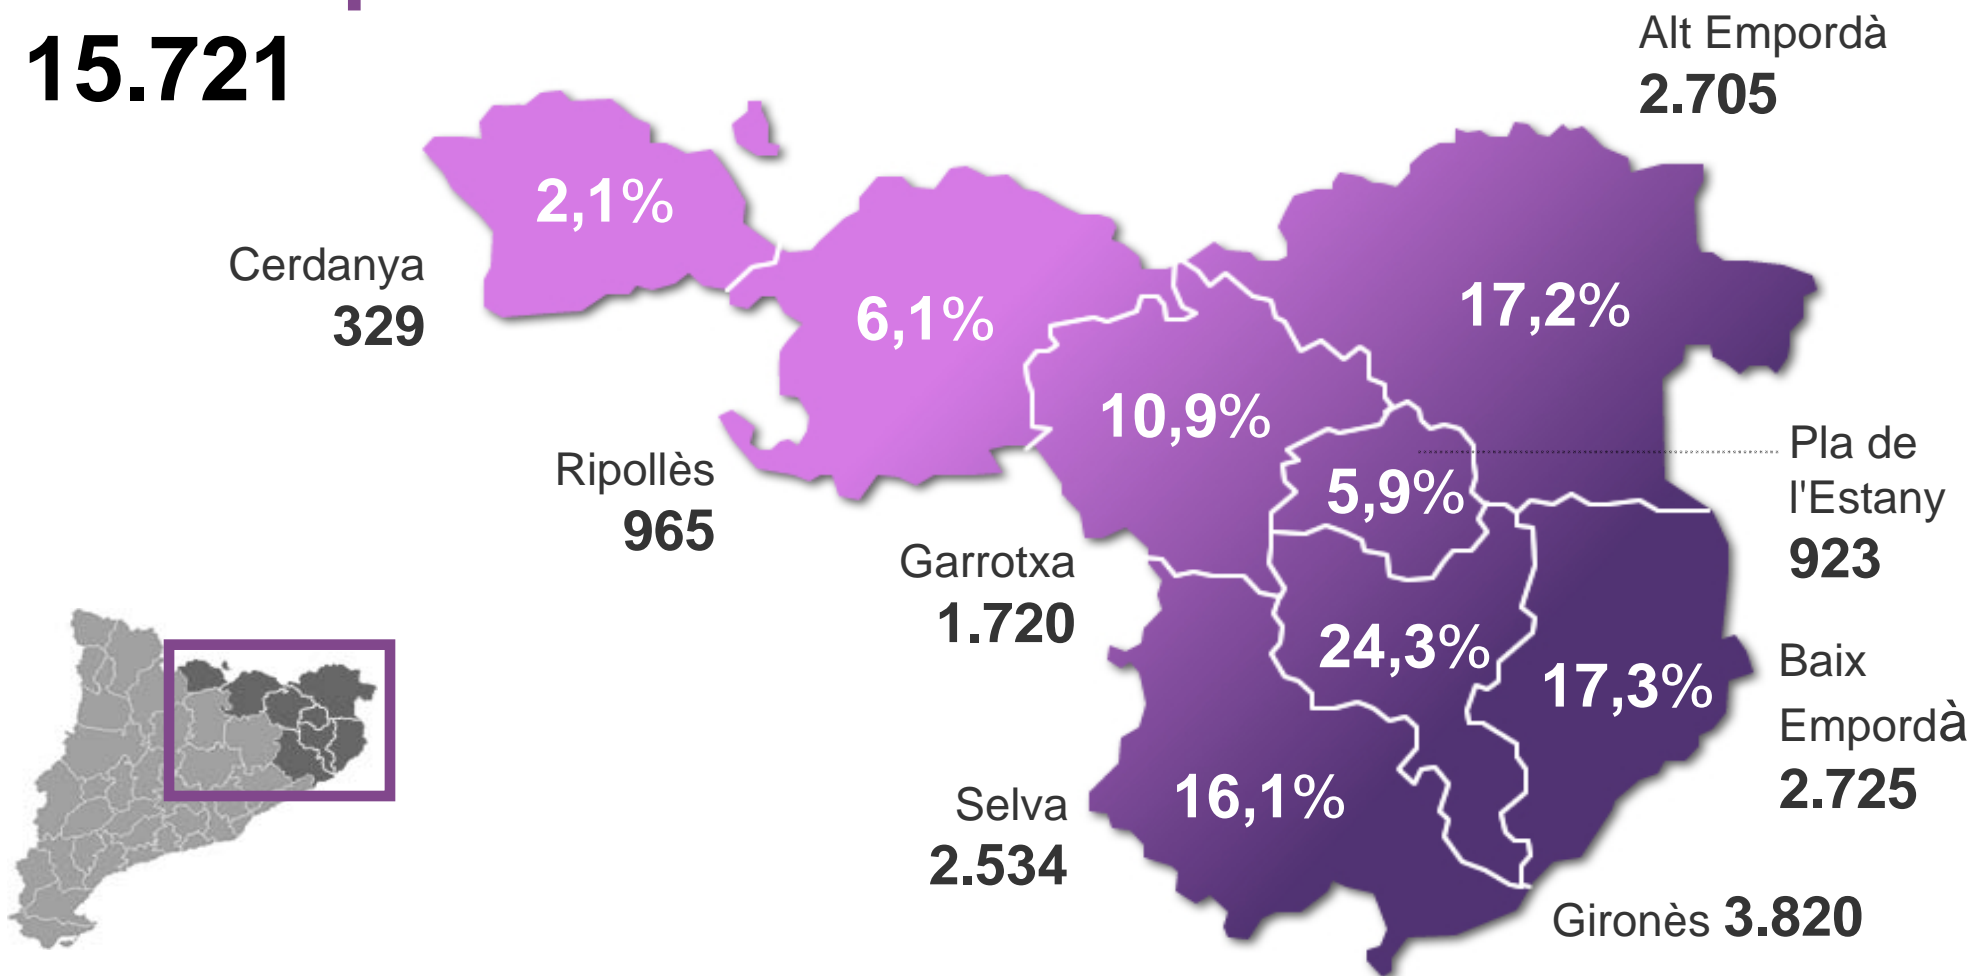 15.721
Alt Empordà
2.705
2,1%
Cerdanya
329
6,1%
17,2%
10,9%
Ripollès
965
5,9%
Pla de
l'Estany
923
Garrotxa
1.720
24,3%
17,3%
Baix
Empordà
2.725
16,1%
Selva
2.534
Gironès 3.820